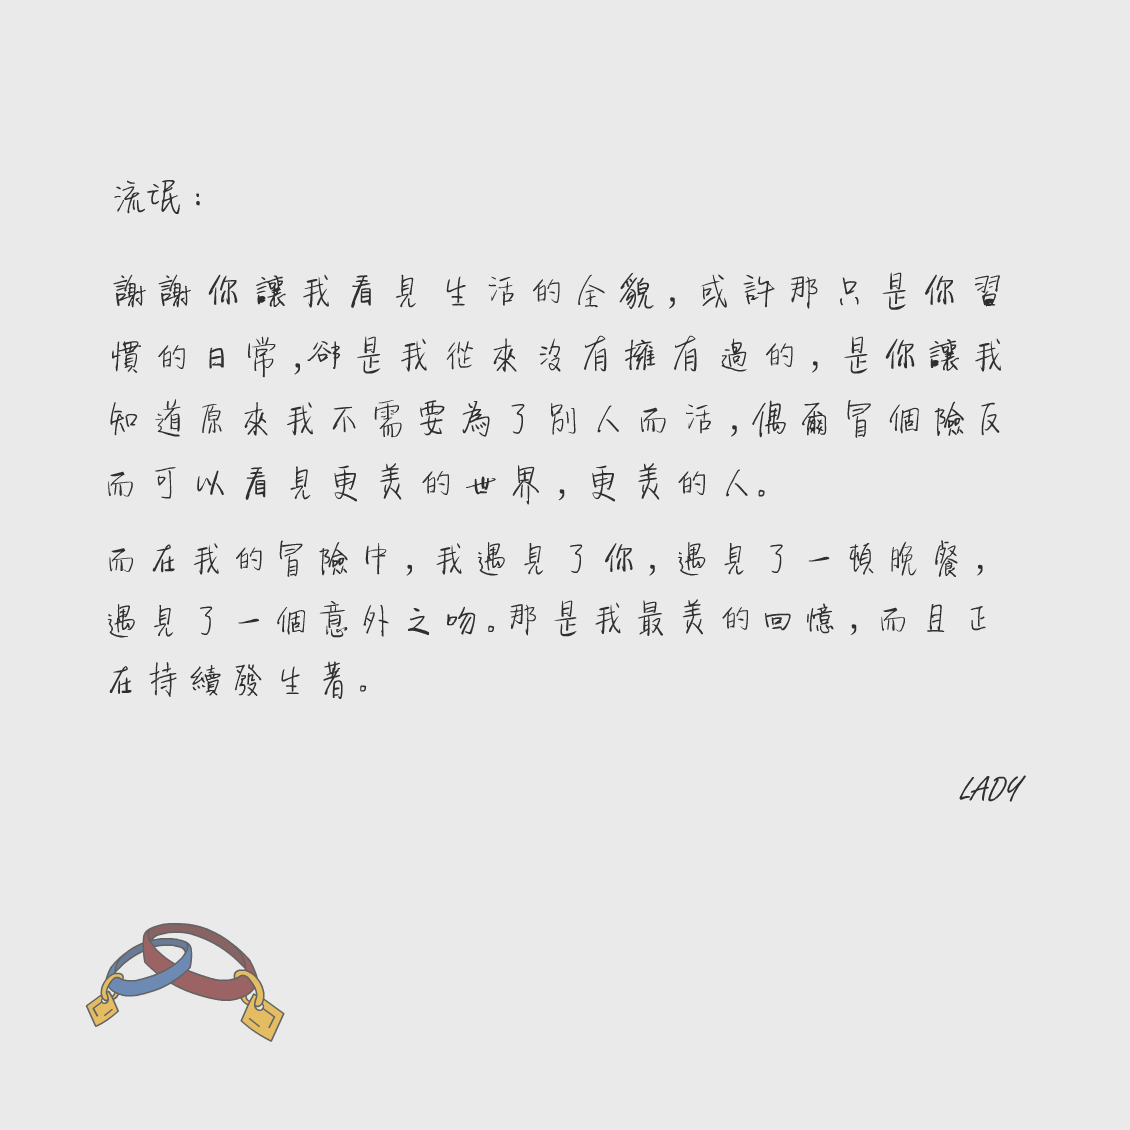 流氓：
謝謝你讓我看見生活的全貌，或許那只是你習
慣的日常，卻是我從來沒有擁有過的，是你讓我
知道原來我不需要為了別人而活，偶爾冒個險反
而可以看見更美的世界，更美的人。
而在我的冒險中，我遇見了你，遇見了一頓晚餐，
遇見了一個意外之吻。那是我最美的回憶，而且正
在持續發生著。
LADY